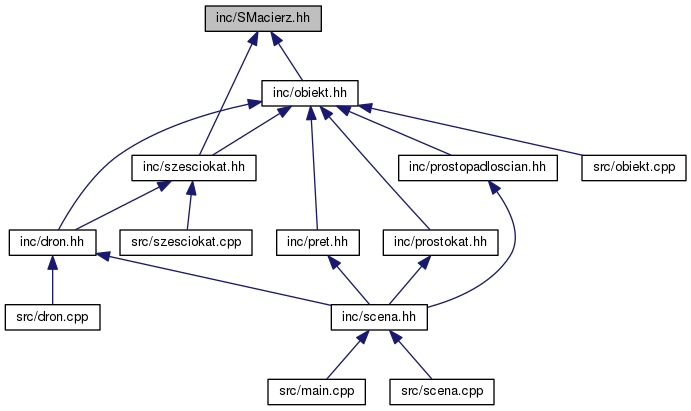 inc/SMacierz.hh
inc/obiekt.hh
inc/szesciokat.hh
inc/prostopadloscian.hh
src/obiekt.cpp
inc/dron.hh
src/szesciokat.cpp
inc/pret.hh
inc/prostokat.hh
src/dron.cpp
inc/scena.hh
src/main.cpp
src/scena.cpp